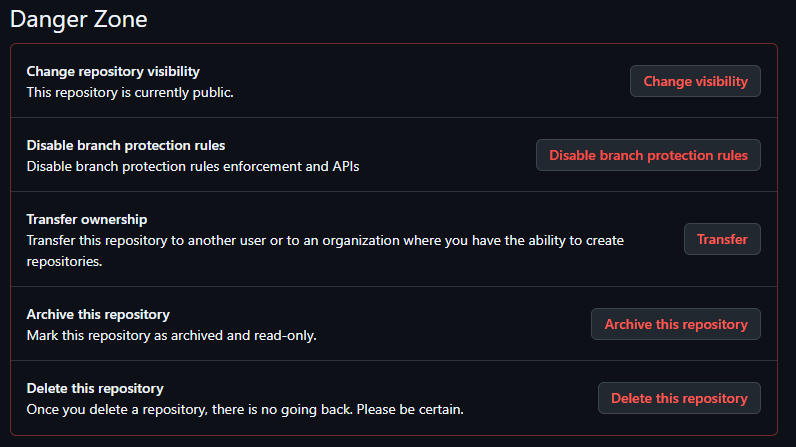 Danger Zone
Change repository visibility
This repository is currently public.
Change visibility
Disable branch protection rules
Disable branch protection rules enforcement and APIs
Disable branch protection rules
Transfer ownership
Transfer this repository to another user or to an organization where you have the ability to create
repositories.
Transfer
Archive this repository
Mark this repository as archived and read-only.
Archive this repository
Delete this repository
Once you delete a repository, there is no going back. Please be certain.
Delete this repository